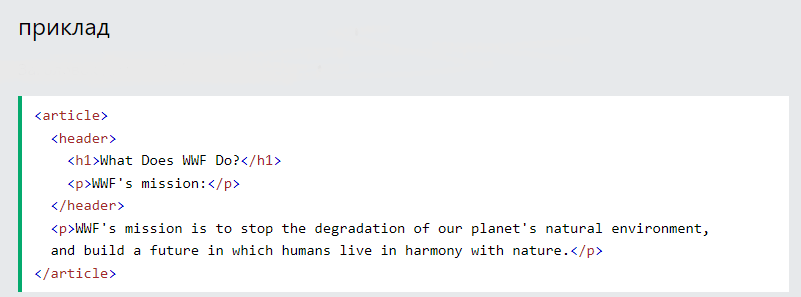 приклад
<article>
  <header>
    <h1>What Does WWF Do?</h1>
    <p>WWF's mission:</p>
  </header>
  <p>WWF's mission is to stop the degradation of our planet's natural environment,
  and build a future in which humans live in harmony with nature.</p>
</article>